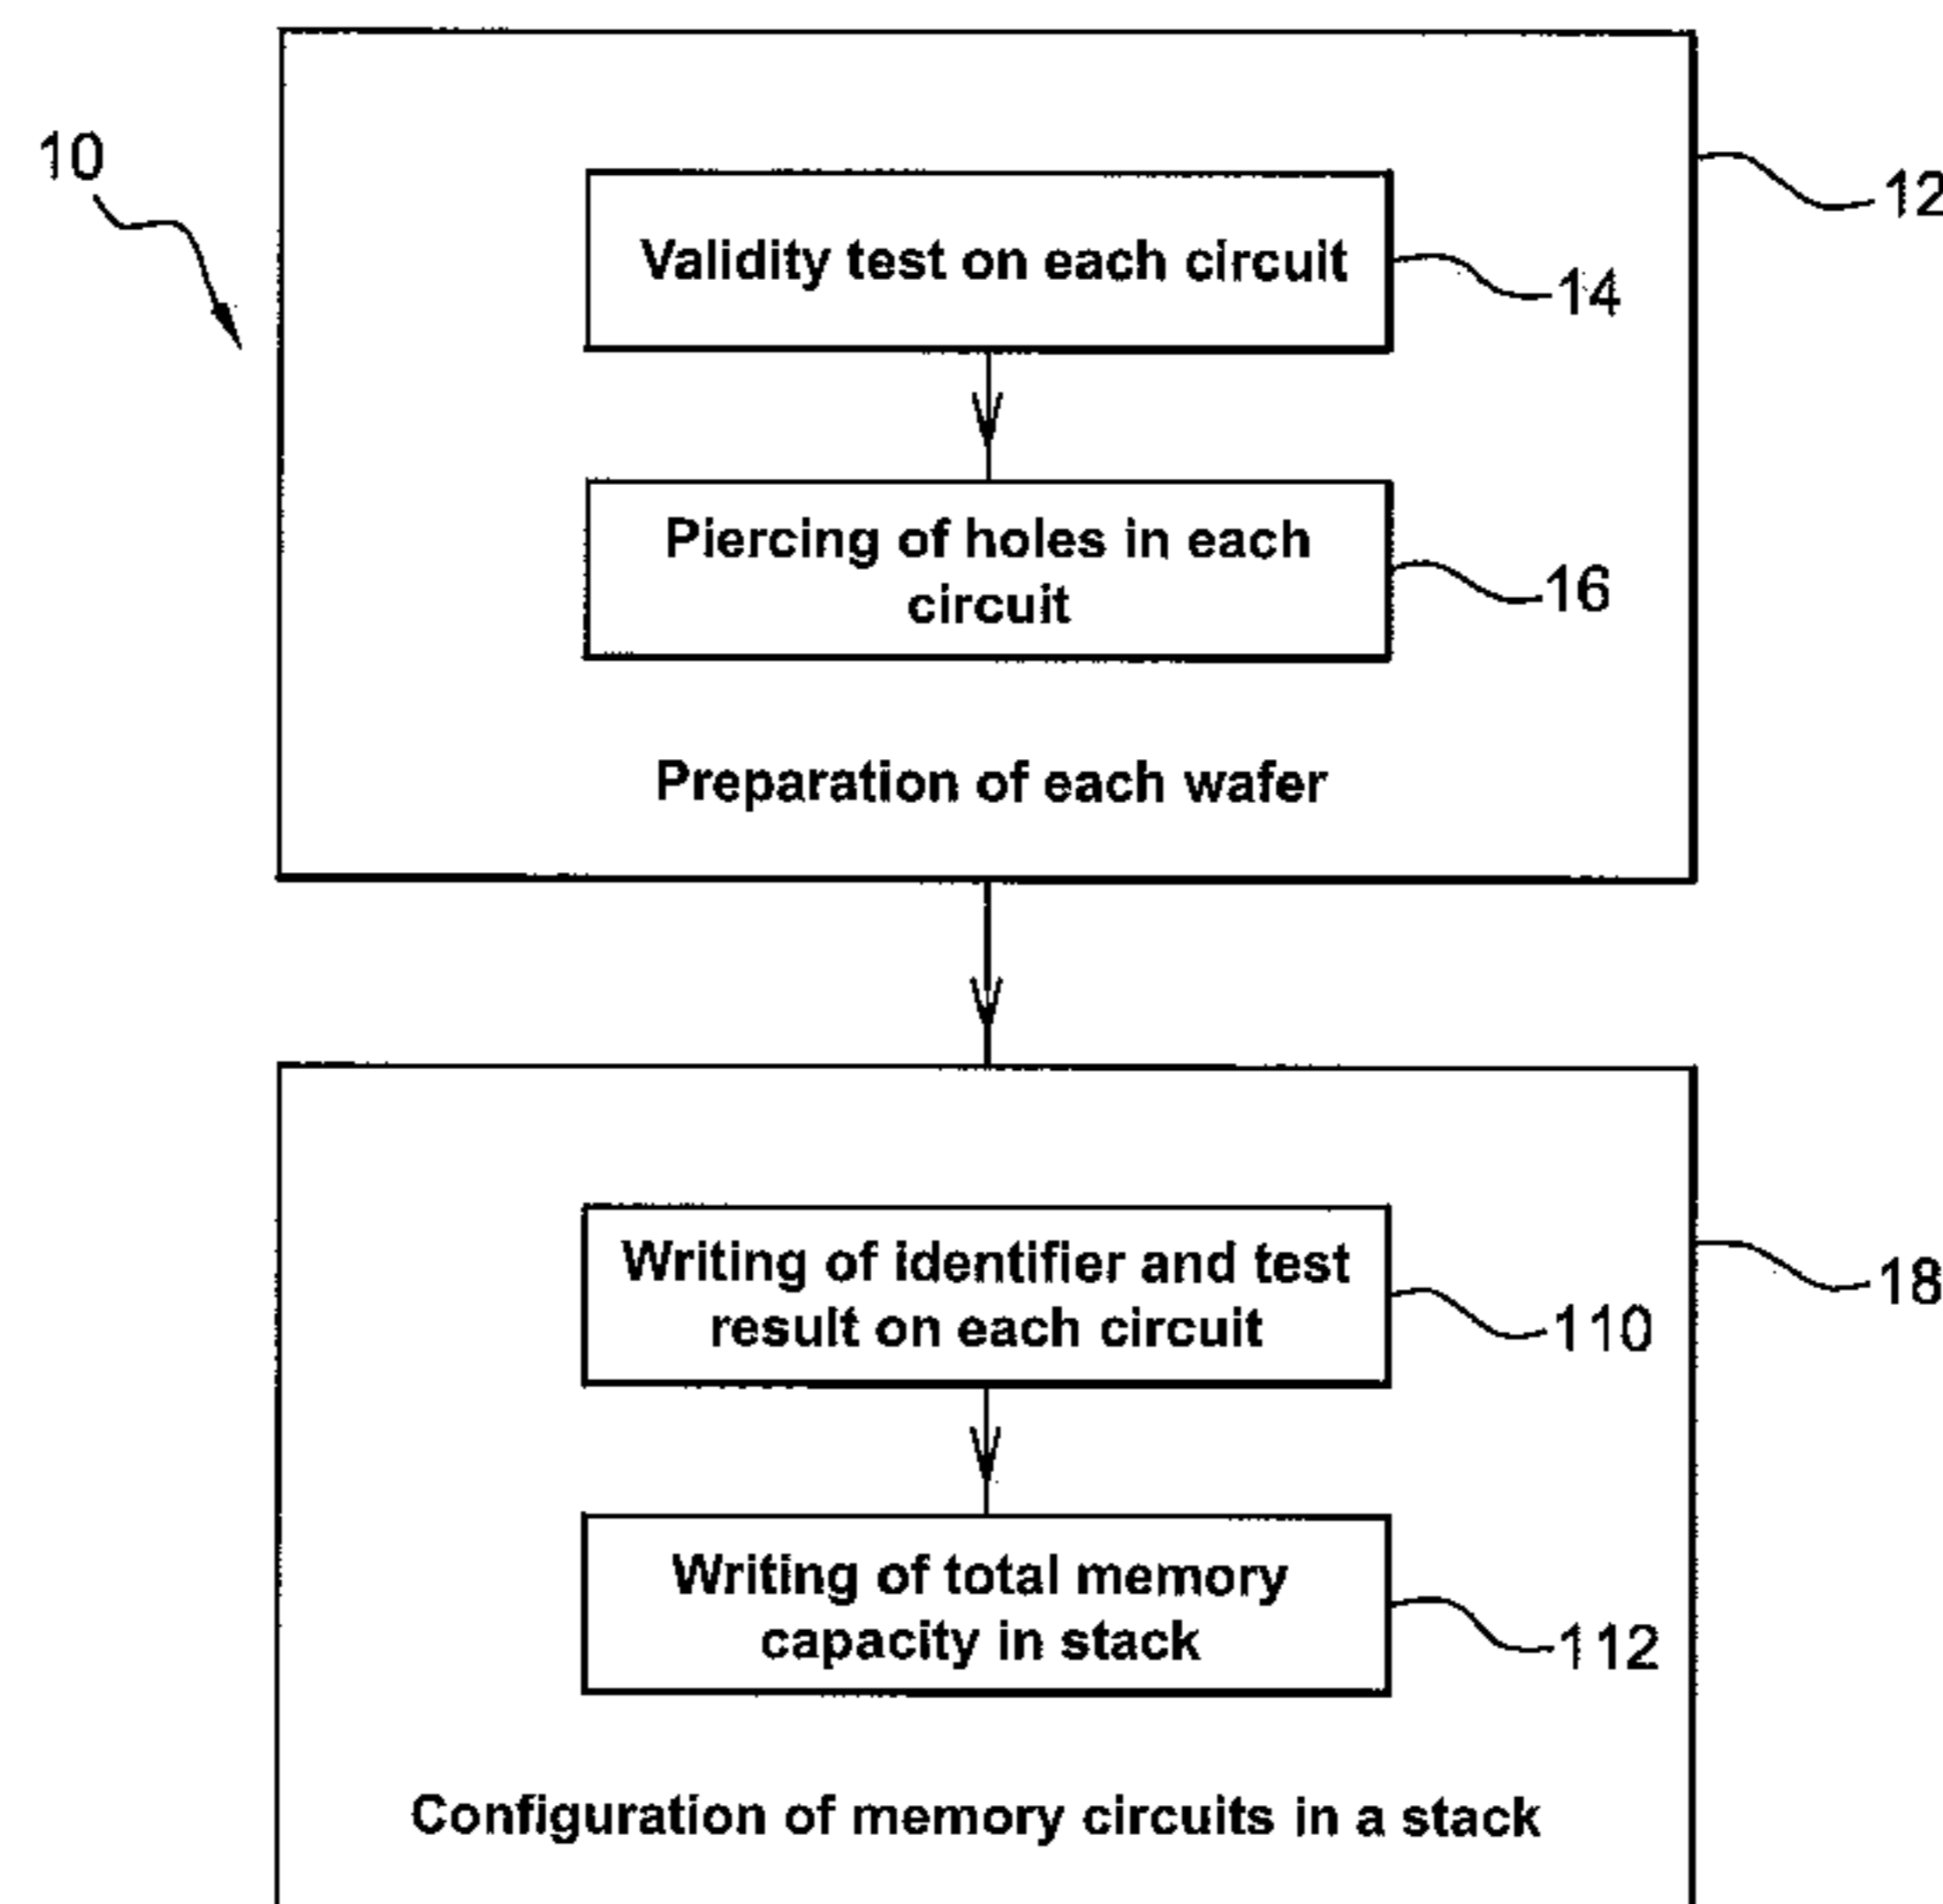 10
12
Validity test on each circuit
14
Piercing of holes in each
circuit
16
Preparation of each wafer
Writing of identifier and test
result on each circuit
18
110
Writing of total memory
capacity in stack
112
Configuration of memory circuits in a stack